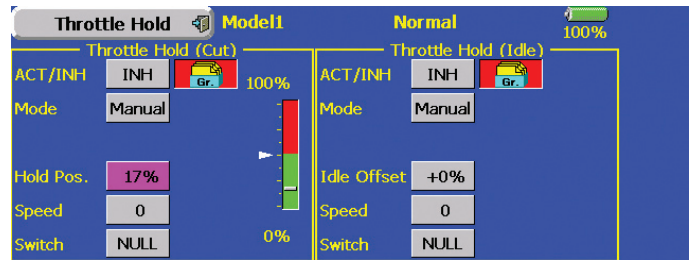 Throttle Hold Model1 Normal 100%
Throttle Hold (Cut)
ACT/INH INH Gr. 100%
Mode Manual
Hold Pos. 17%
Speed 0
Switch NULL 0%
Throttle Hold (Idle)
ACT/INH INH Gr.
Mode Manual
Idle Offset +0%
Speed 0
Switch NULL